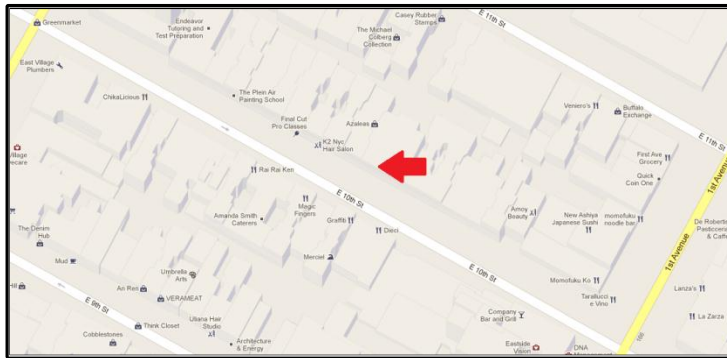 Greenmarket
Endeavor
Tutoring and
Test Preparation
Casey Rubber
Stamps
The Michael
Colberg
Collection
E 11th St
East Village
Plumbers
ChikaLicious
The Plein Air
Painting School
Azaleas
Final Cut
Pro Classes
K2 Nyc
Hair Salon
Veniero's
Buffalo
Exchange
E 11th St
Village
Rai Rai Ken
First Ave
Grocery
Quick
Coin One
1st Avenue
E 10th St
Magic
Fingers
Amanda Smith
Caterers
Graffiti
Dieci
Amoy
Beauty
New Ashiya
Japanese Sushi
momofuku
noodle bar
De Robertis
Pasticceria
& Caffe
The Denim
Hub
Mud
Umbrella
Arts
Merciel
E 10th St
1st Avenue
An Ren
VERAMEAT
Momofuku Ko
Tarallucci
e Vino
Lanza's
E 9th St
Think Closet
Ubana Hair
Studio
Company
Bar and Grill
La Zarza
Cobblestones
Architecture
& Energy
Eastside
Vision
DNA